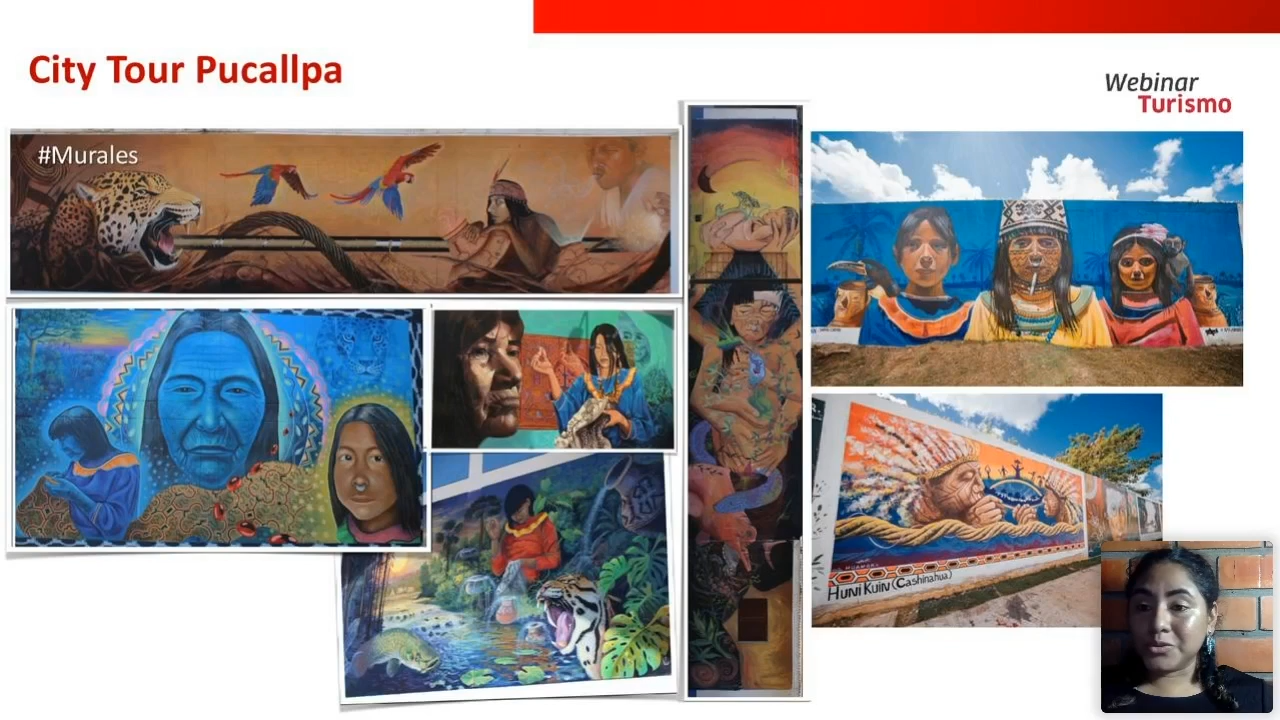 City Tour Pucallpa
Webinar
Turismo
#Murales
HUNI KUIN (Cashinahua)